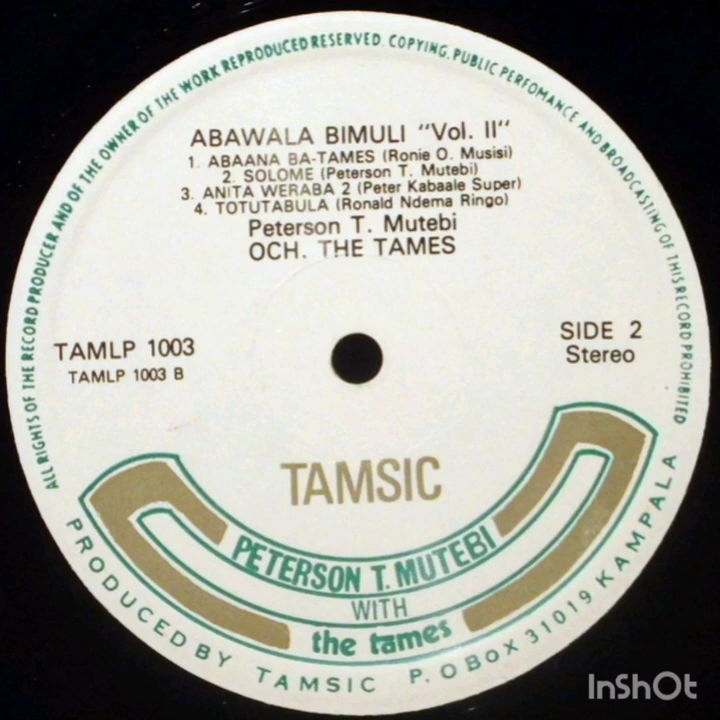 ALL RIGHTS OF THE RECORD PRODUCER AND OF THE OWNER OF THE WORK REPRODUCED RESERVED. COPYING, PUBLIC PERFOMANCE AND BROADCASTING OF THIS RECORD PROHIBITED
ABAWALA BIMULI "Vol. II"
1. ABAANA BA-TAMES (Ronie O. Musisi)
2. SOLOME (Peterson T. Mutebi)
3. ANITA WERABA 2 (Peter Kabaale Super)
4. TOTUTABULA (Ronald Ndema Ringo)
Peterson T. Mutebi
OCH. THE TAMES
TAMLP 1003
TAMLP 1003 B
SIDE 2
Stereo
TAMSIC
PETERSON T. MUTEBI
WITH
the tames
PRODUCED BY TAMSIC P. O BOX 31019 KAMPALA
InShOt